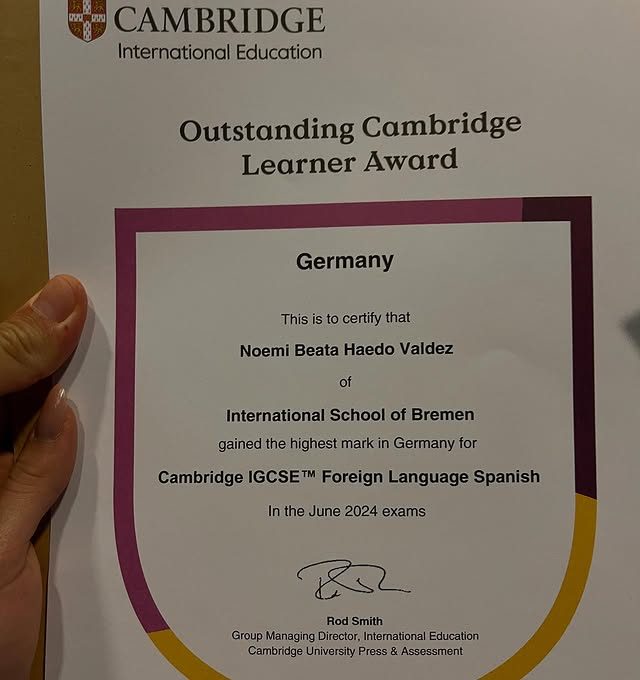 CAMBRIDGE
International Education
Outstanding Cambridge
Learner Award
Germany
This is to certify that
Noemi Beata Haedo Valdez
of
International School of Bremen
gained the highest mark in Germany for
Cambridge IGCSE™ Foreign Language Spanish
In the June 2024 exams
Rod Smith
Group Managing Director, International Education
Cambridge University Press & Assessment